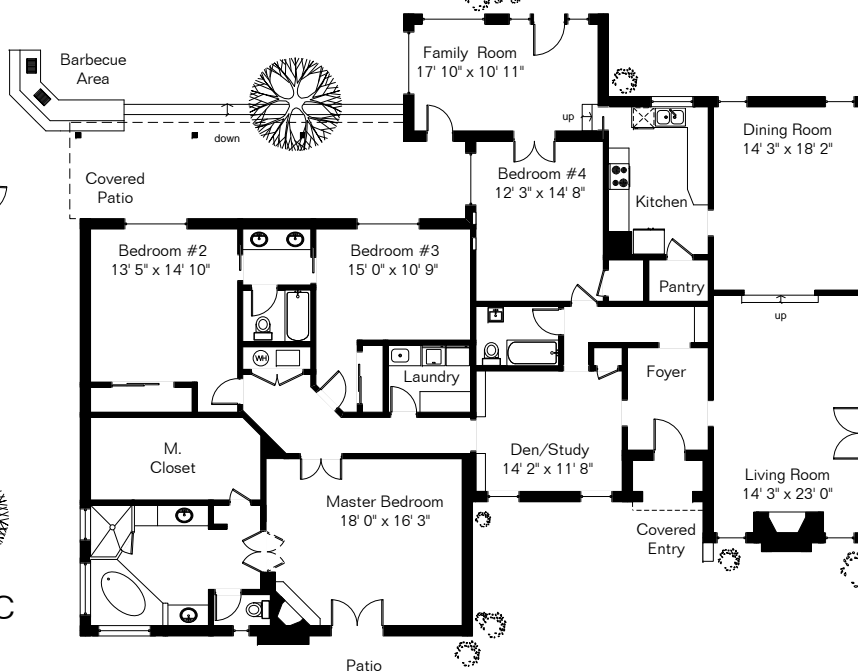 Family Room
17' 10" x 10' 11"
Barbecue
Area
up
down
Dining Room
14' 3" x 18' 2"
Bedroom #4
12' 3" x 14' 8"
Covered
Patio
Kitchen
Bedroom #2
13' 5" x 14' 10"
Bedroom #3
15' 0" x 10' 9"
Pantry
up
WH
Laundry
Foyer
M.
Closet
Den/Study
14' 2" x 11' 8"
Living Room
14' 3" x 23' 0"
Master Bedroom
18' 0" x 16' 3"
Covered
Entry
C
Patio